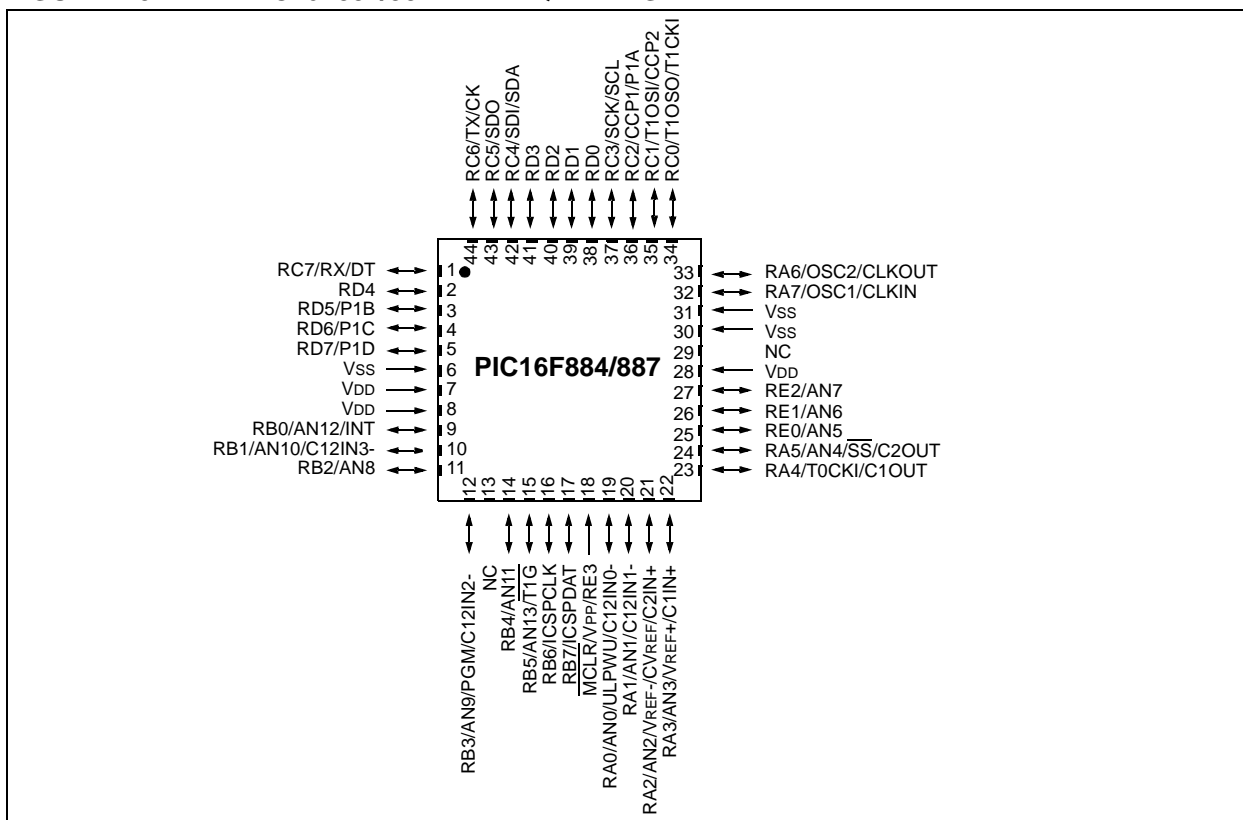 RC6/TX/CK
RC5/SDO
RC4/SDI/SDA
RD3
RD2
RD1
RD0
RC3/SCK/SCL
RC2/CCP1/P1A
RC1/T1OSI/CCP2
RC0/T1OSO/T1CKI
44
43
42
41
40
39
38
37
36
35
34
RC7/RX/DT 1
RD4 2
RD5/P1B 3
RD6/P1C 4
RD7/P1D 5
VSS 6
VDD 7
VDD 8
RB0/AN12/INT 9
RB1/AN10/C12IN3- 10
RB2/AN8 11
PIC16F884/887
33 RA6/OSC2/CLKOUT
32 RA7/OSC1/CLKIN
31 VSS
30 VSS
29 NC
28 VDD
27 RE2/AN7
26 RE1/AN6
25 RE0/AN5
24 RA5/AN4/SS/C2OUT
23 RA4/T0CKI/C1OUT
12
13
14
15
16
17
18
19
20
21
22
RB3/AN9/PGM/C12IN2-
NC
RB4/AN11
RB5/AN13/T1G
RB6/ICSPCLK
RB7/ICSPDAT
MCLR/VPP/RE3
RA0/AN0/ULPWU/C12IN0-
RA1/AN1/C12IN1-
RA2/AN2/VREF-/CVREF/C2IN+
RA3/AN3/VREF+/C1IN+